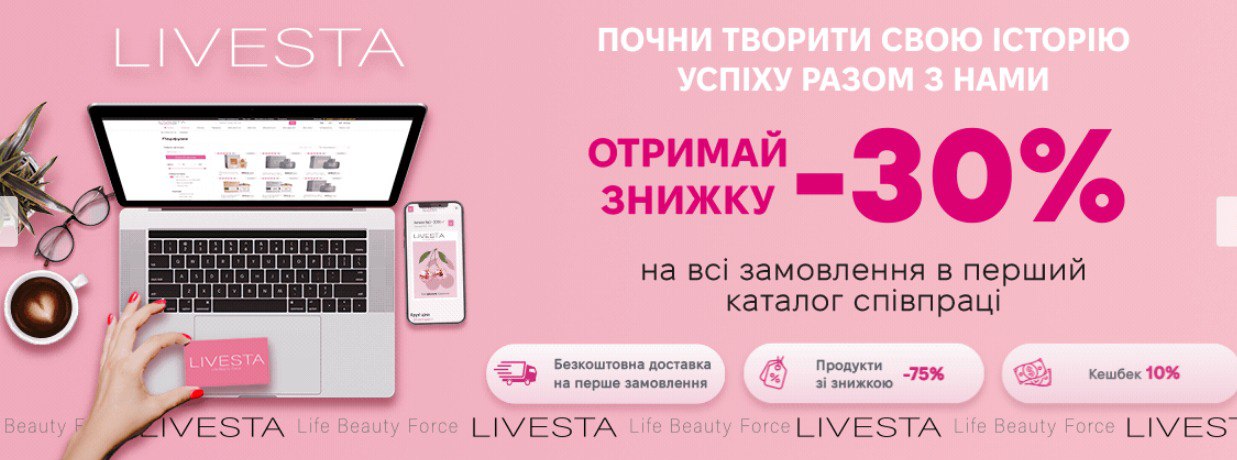 LIVESTA
ПОЧНИ ТВОРИТИ СВОЮ ІСТОРІЮ
УСПІХУ РАЗОМ З НАМИ
ОТРИМАЙ
ЗНИЖКУ
-30%
на всі замовлення в перший
каталог співпраці
LIVESTA
LIVESTA
Безкоштовна доставка
на перше замовлення
Продукти
зі знижкою -75%
Кешбек 10%
Beauty F LIVESTA Life Beauty Force LIVESTA Life Beauty Force LIVESTA Life Beauty Force LIVEST